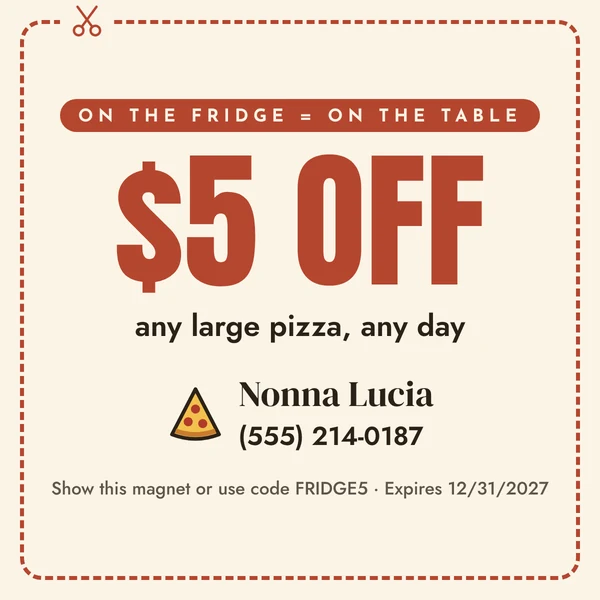 ON THE FRIDGE = ON THE TABLE
$5 OFF
any large pizza, any day
Nonna Lucia
(555) 214-0187
Show this magnet or use code FRIDGE5 · Expires 12/31/2027